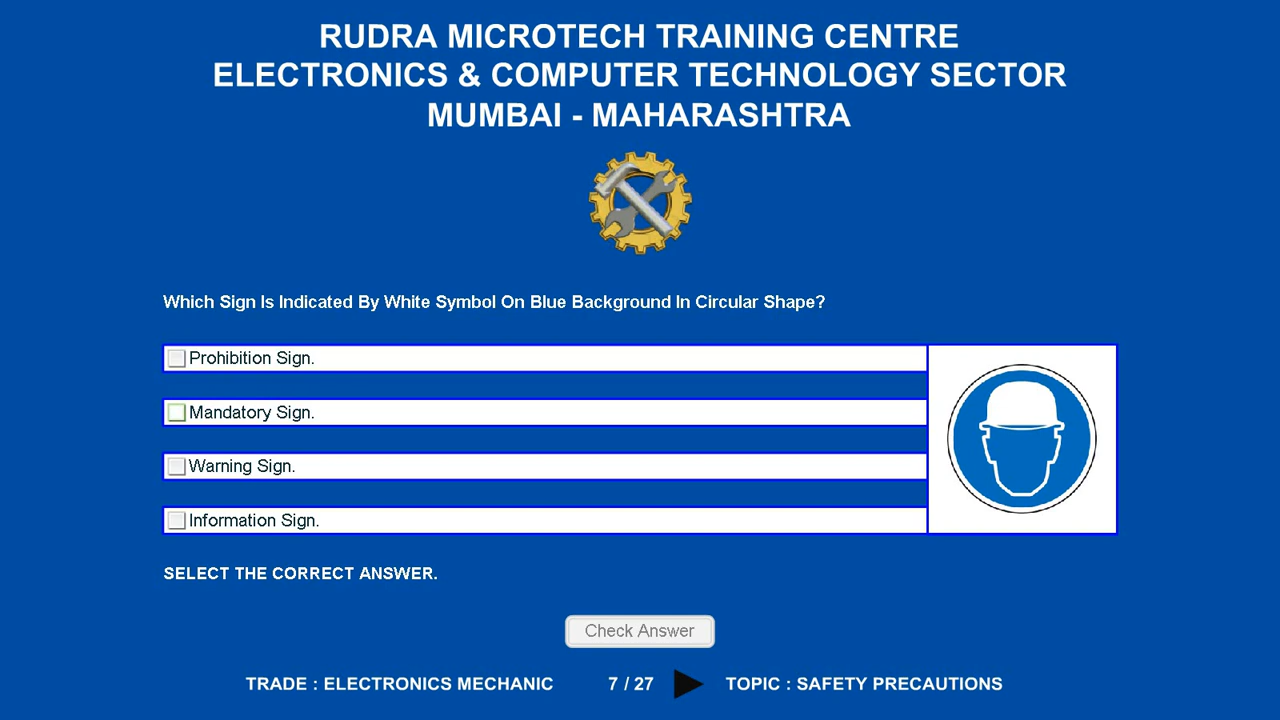 RUDRA MICROTECH TRAINING CENTRE
ELECTRONICS & COMPUTER TECHNOLOGY SECTOR
MUMBAI - MAHARASHTRA
Which Sign Is Indicated By White Symbol On Blue Background In Circular Shape?
Prohibition Sign.
Mandatory Sign.
Warning Sign.
Information Sign.
SELECT THE CORRECT ANSWER.
Check Answer
TRADE : ELECTRONICS MECHANIC 7 / 27 TOPIC : SAFETY PRECAUTIONS